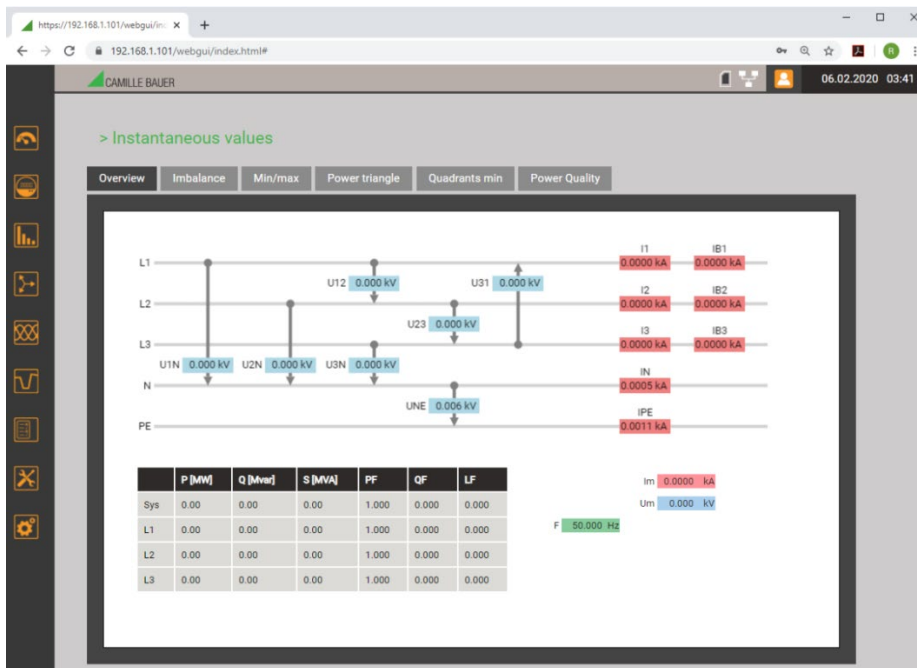 https://192.168.1.101/webgui/in
192.168.1.101/webgui/index.html#
R
CAMILLE BAUER
06.02.2020 03:41
> Instantaneous values
Overview Imbalance Min/max Power triangle Quadrants min Power Quality
I1 IB1
L1 0.0000 kA 0.0000 kA
U12 0.000 kV U31 0.000 kV
I2 IB2
L2 0.0000 kA 0.0000 kA
U23 0.000 kV
I3 IB3
L3 0.0000 kA 0.0000 kA
U1N 0.000 kV U2N 0.000 kV U3N 0.000 kV
IN
N 0.0005 kA
UNE 0.006 kV
IPE
PE 0.0011 kA
P [MW] Q [Mvar] S [MVA] PF QF LF
Sys 0.00 0.00 0.00 1.000 0.000 0.000
L1 0.00 0.00 0.00 1.000 0.000 0.000
L2 0.00 0.00 0.00 1.000 0.000 0.000
L3 0.00 0.00 0.00 1.000 0.000 0.000
Im 0.0000 kA
Um 0.000 kV
F 50.000 Hz